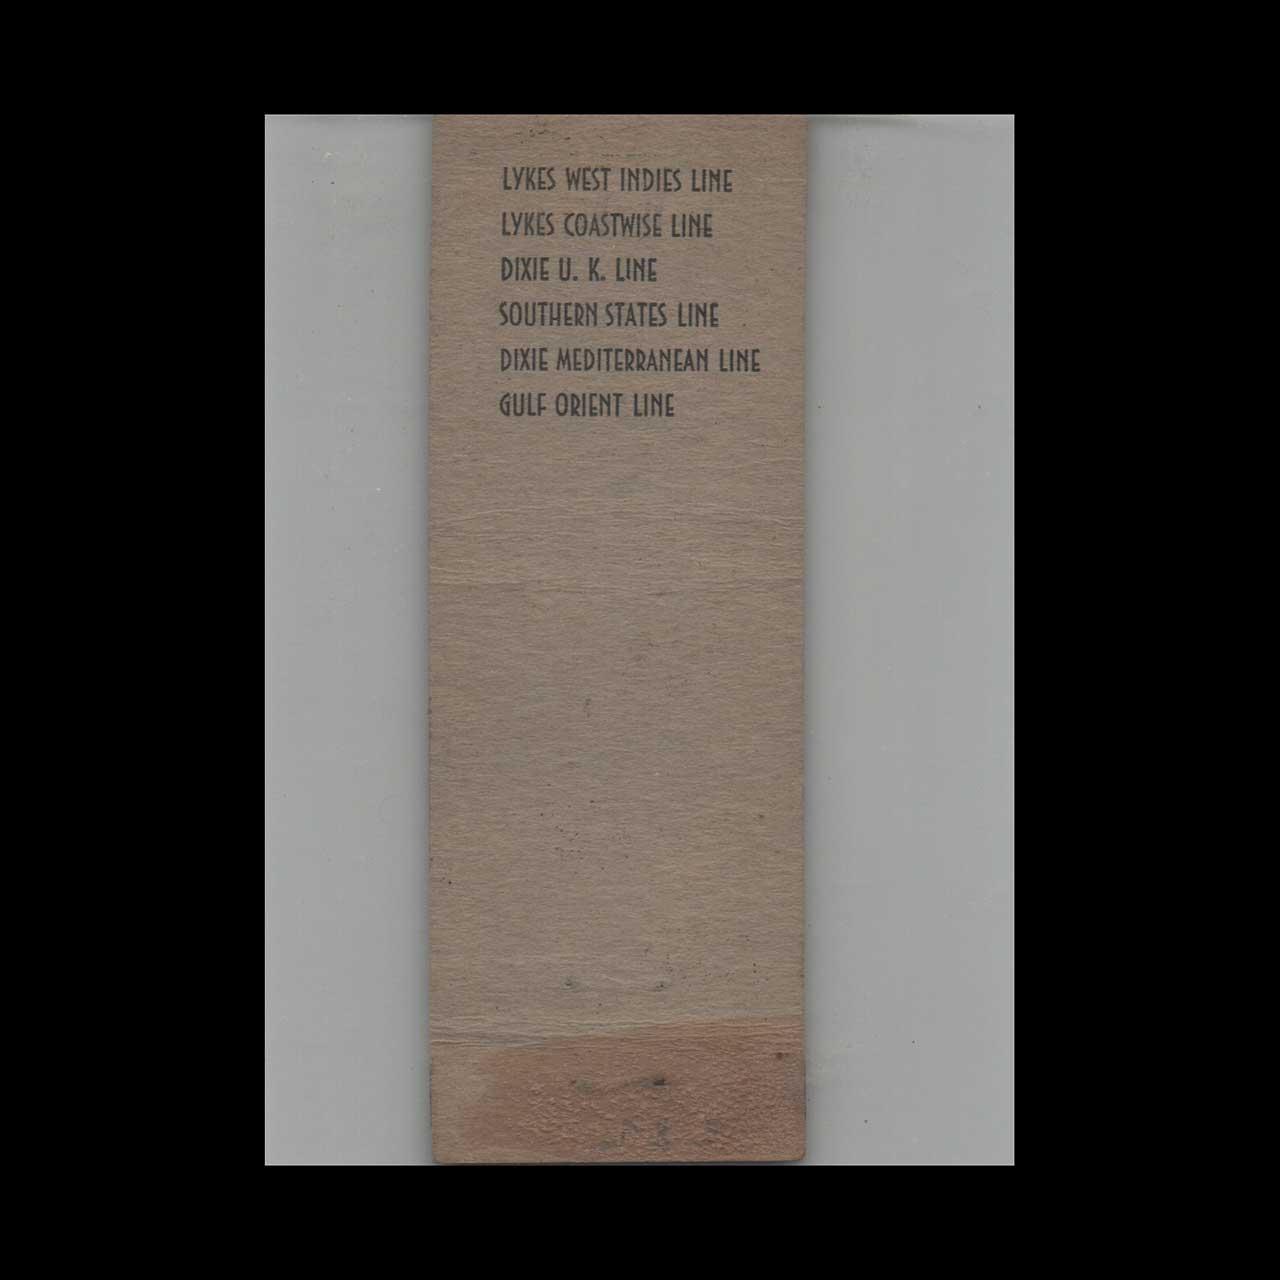 LYKES WEST INDIES LINE
LYKES COASTWISE LINE
DIXIE U. K. LINE
SOUTHERN STATES LINE
DIXIE MEDITERRANEAN LINE
GULF ORIENT LINE